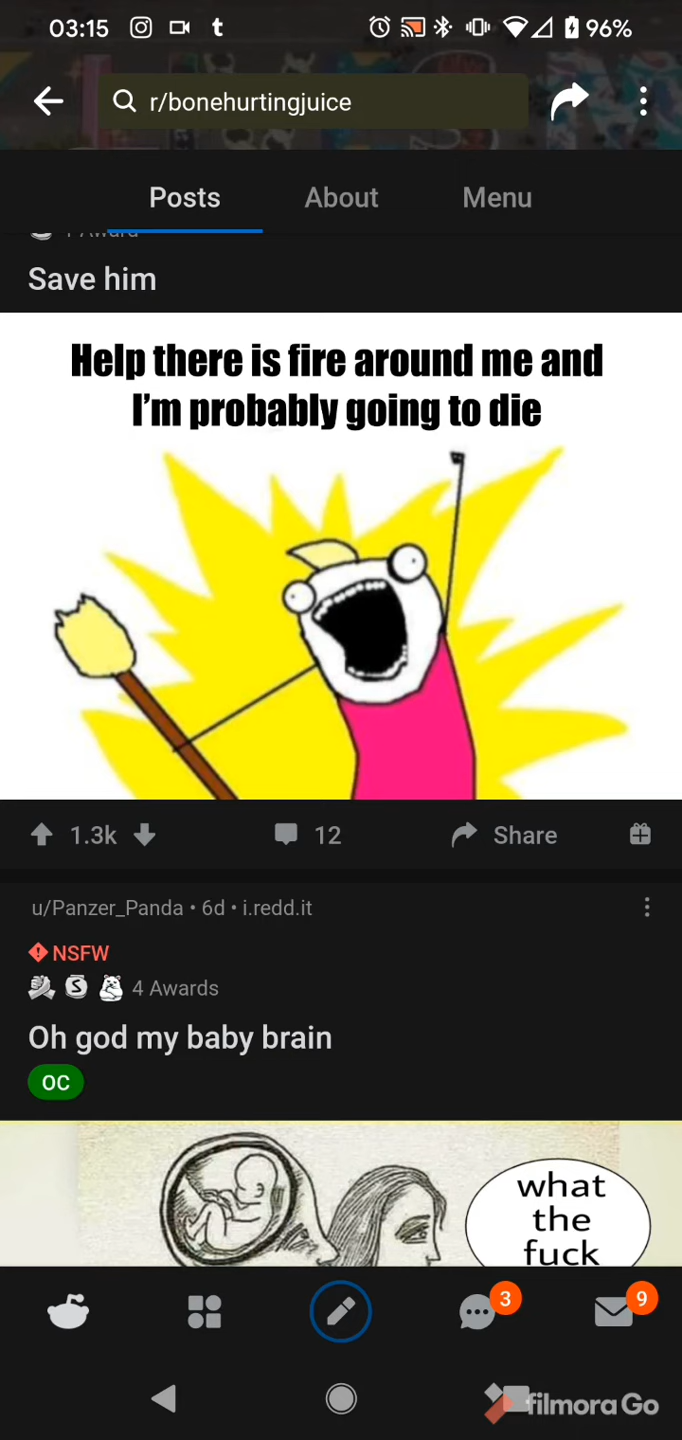 03:15 t 96%
r/bonehurtingjuice
Posts About Menu
1 Award
Save him
Help there is fire around me and
I'm probably going to die
1.3k 12 Share
u/Panzer_Panda • 6d • i.redd.it
NSFW
S 4 Awards
Oh god my baby brain
OC
what
the
fuck
3 9
filmora Go